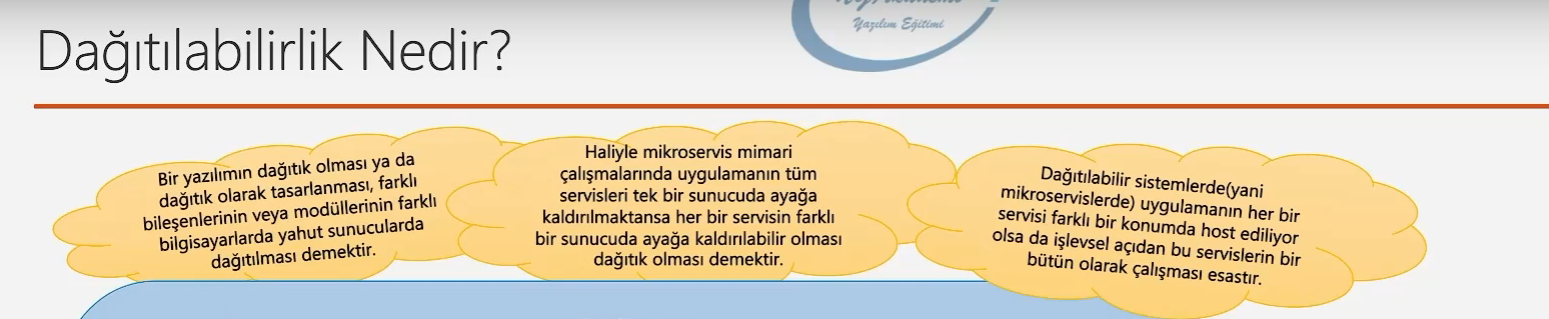 Yazılım Eğitimi
Dağıtılabilirlik Nedir?
Bir yazılımın dağıtık olması ya da
dağıtık olarak tasarlanması, farklı
bileşenlerinin veya modüllerinin farklı
bilgisayarlarda yahut sunucularda
dağıtılması demektir.
Haliyle mikroservis mimari
çalışmalarında uygulamanın tüm
servisleri tek bir sunucuda ayağa
kaldırılmaktansa her bir servisin farklı
bir sunucuda ayağa kaldırılabilir olması
dağıtık olması demektir.
Dağıtılabilir sistemlerde(yani
mikroservislerde) uygulamanın her bir
servisi farklı bir konumda host ediliyor
olsa da işlevsel açıdan bu servislerin bir
bütün olarak çalışması esastır.